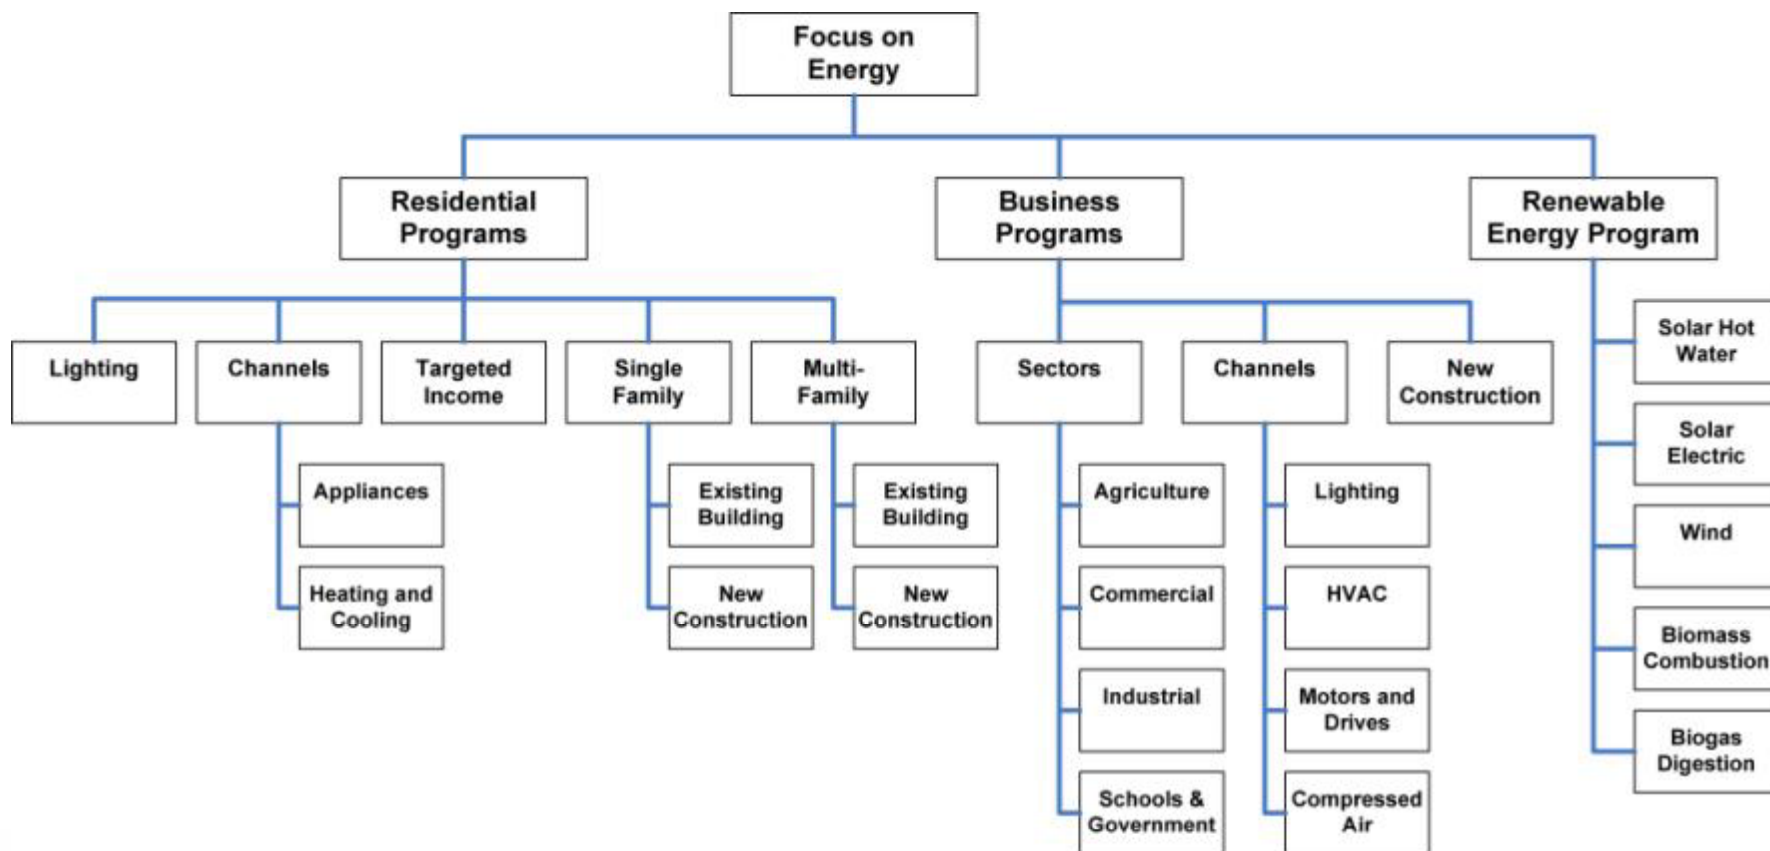 Focus on
Energy
Residential
Programs
Business
Programs
Renewable
Energy Program
Lighting
Channels
Targeted
Income
Single
Family
Multi-
Family
Sectors
Channels
New
Construction
Appliances
Heating and
Cooling
Existing
Building
New
Construction
Existing
Building
New
Construction
Agriculture
Commercial
Industrial
Schools &
Government
Lighting
HVAC
Motors and
Drives
Compressed
Air
Solar Hot
Water
Solar
Electric
Wind
Biomass
Combustion
Biogas
Digestion